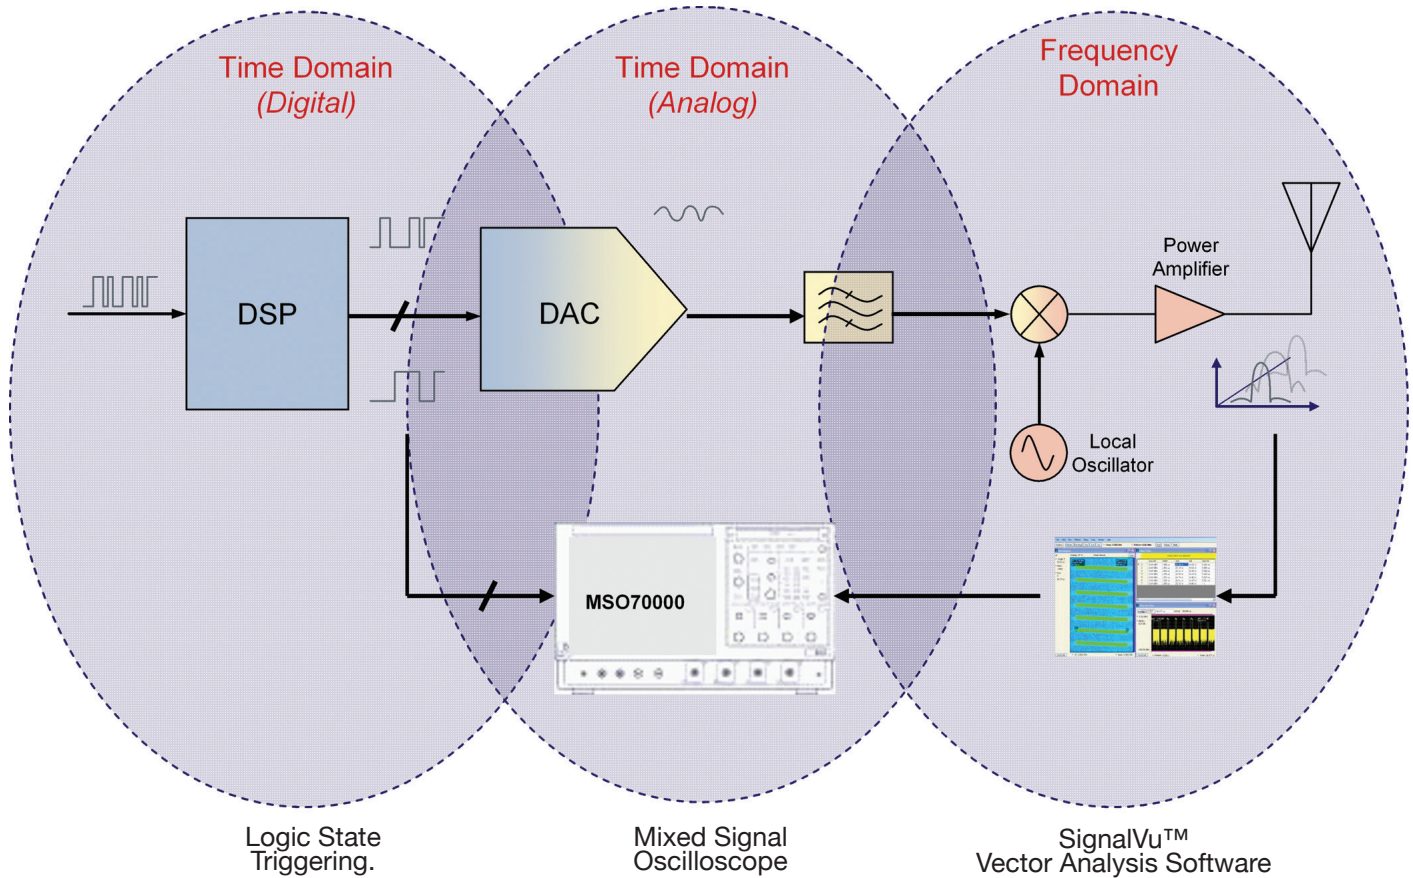 Time Domain
(Digital)
Time Domain
(Analog)
Frequency
Domain
DSP
DAC
Power
Amplifier
Local
Oscillator
MSO70000
Logic State
Triggering.
Mixed Signal
Oscilloscope
SignalVu™
Vector Analysis Software